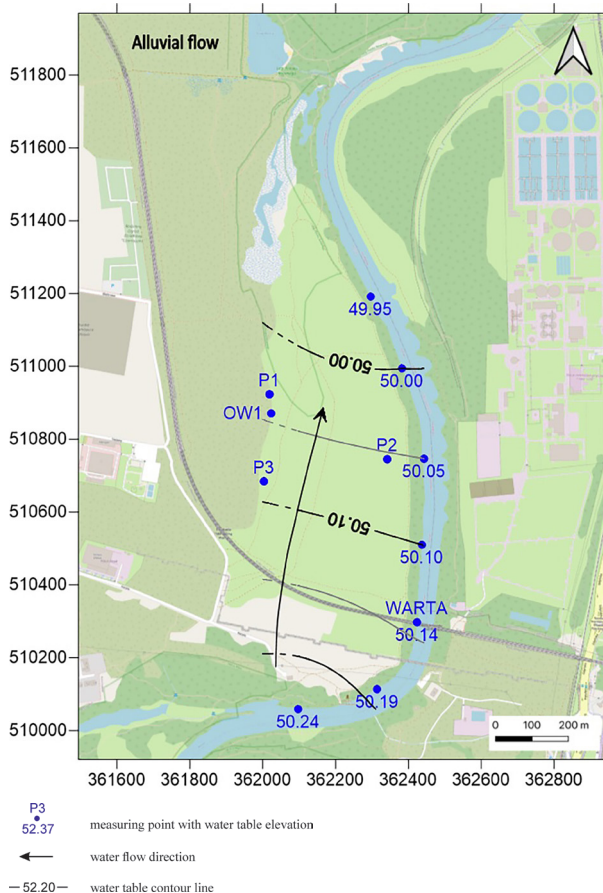 Alluvial flow
511800
511600
511400
511200
511000
510800
510600
510400
510200
510000
49.95
50.00
50.00
P1
OW1
P2
50.05
P3
50.10
50.10
WARTA
50.14
50.19
50.24
0 100 200 m
361600 361800 362000 362200 362400 362600 362800
P3
52.37
measuring point with water table elevation
water flow direction
52.20
water table contour line